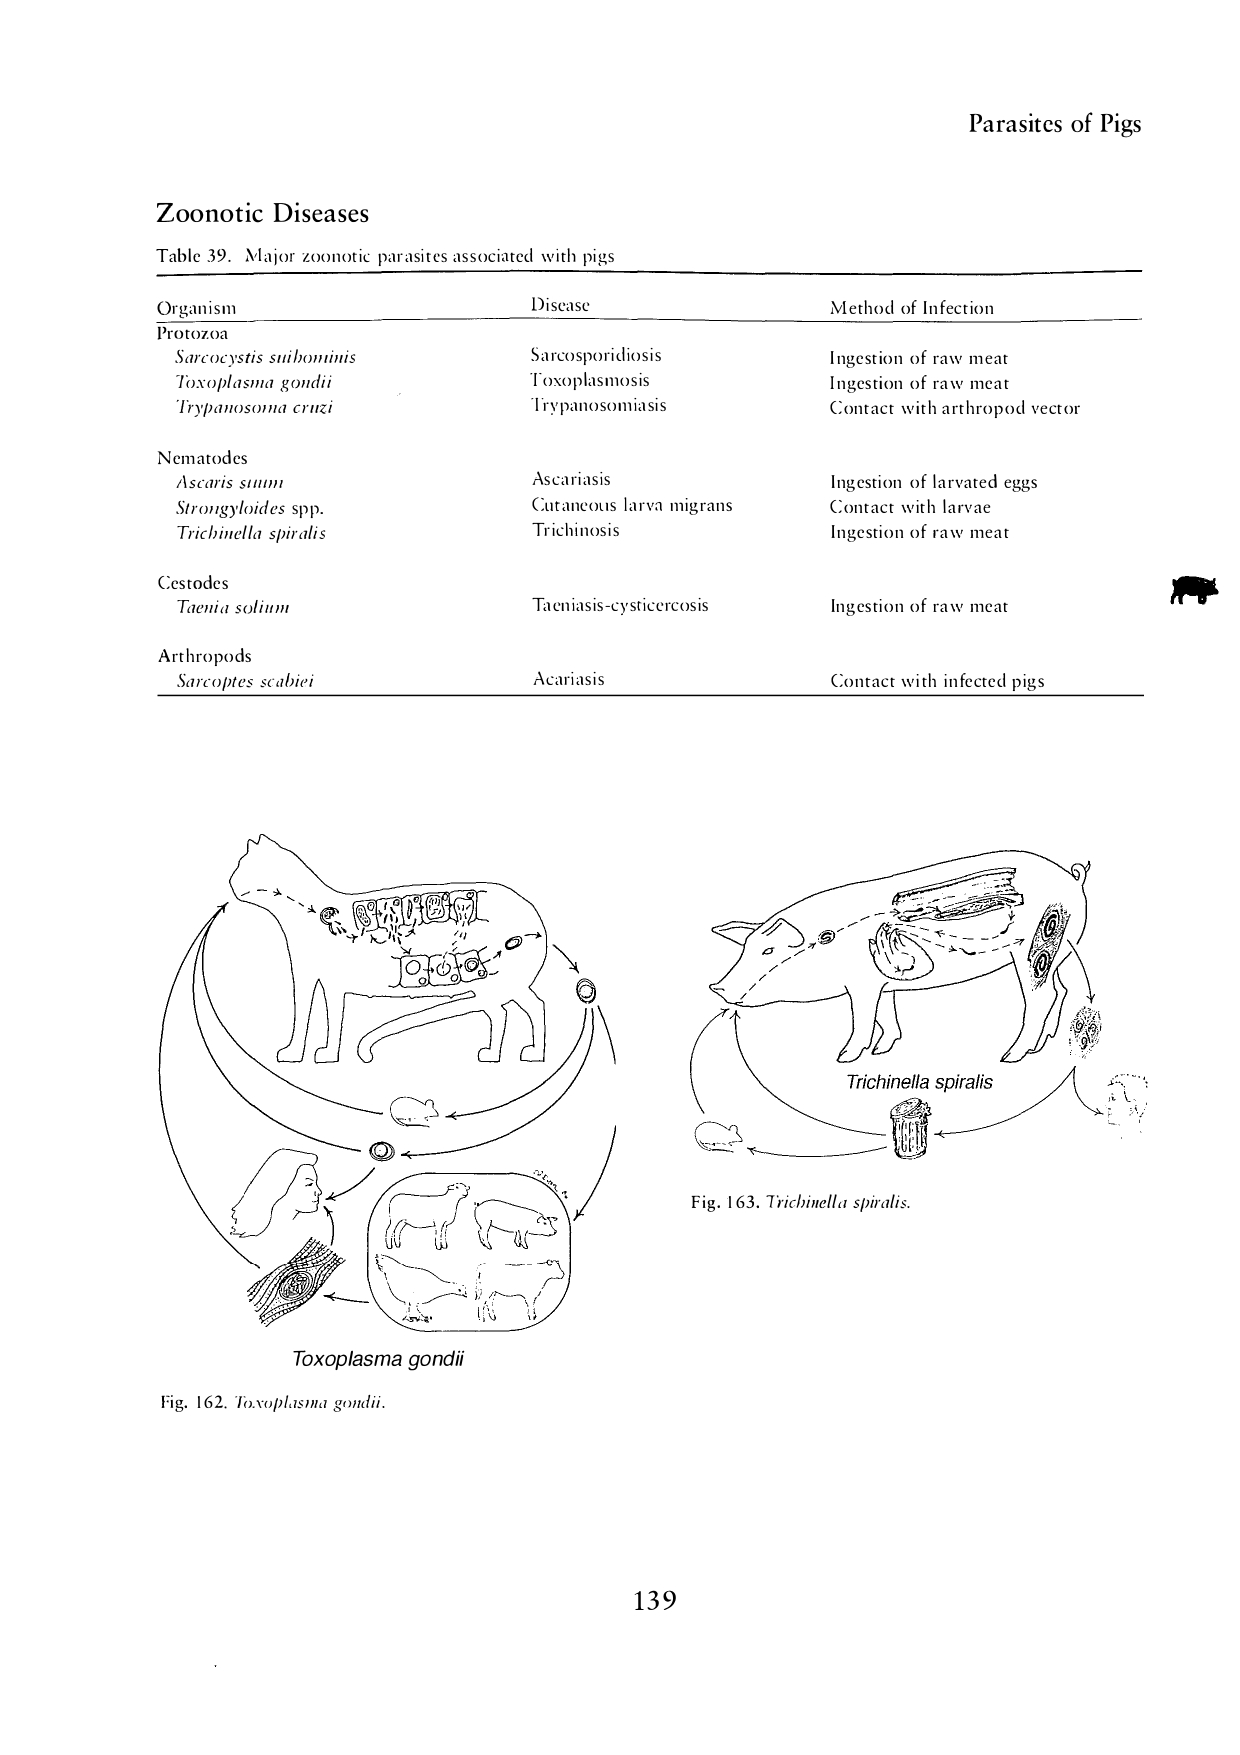 Parasites of Pigs
Zoonotic Diseases
Table 39. Major zoonotic parasites associated with pigs
Organism Disease Method of Infection
Protozoa
Sarcocystis suihominis Sarcosporidiosis Ingestion of raw meat
Toxoplasma gondii Toxoplasmosis Ingestion of raw meat
Trypanosoma cruzi Trypanosomiasis Contact with arthropod vector
Nematodes
Ascaris suum Ascariasis Ingestion of larvated eggs
Strongyloides spp. Cutaneous larva migrans Contact with larvae
Trichinella spiralis Trichinosis Ingestion of raw meat
Cestodes
Taenia solium Taeniasis-cysticercosis Ingestion of raw meat
Arthropods
Sarcoptes scabiei Acariasis Contact with infected pigs
Toxoplasma gondii
Fig. 162. Toxoplasma gondii.
Trichinella spiralis
Fig. 163. Trichinella spiralis.
139